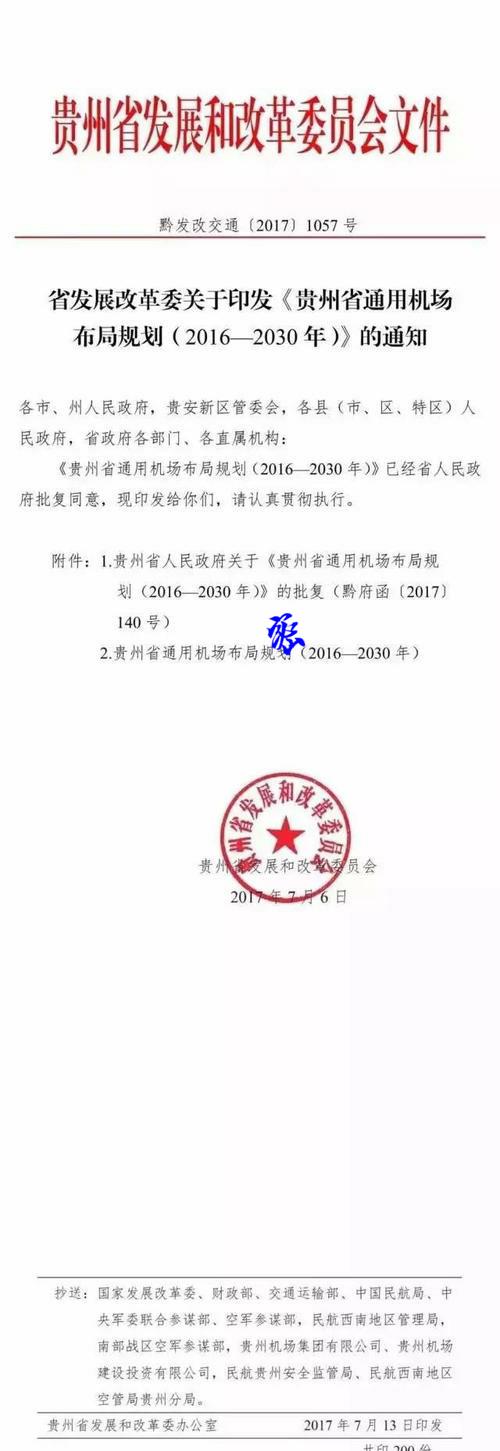 贵州省发展和改革委员会文件
黔发改交通〔2017〕1057号
省发展改革委关于印发《贵州省通用机场
布局规划（2016—2030年）》的通知
各市、州人民政府，贵安新区管委会，各县（市、区、特区）人
民政府，省政府各部门、各直属机构：
《贵州省通用机场布局规划（2016—2030年）》已经省人民政
府批复同意，现印发给你们，请认真贯彻执行。
附件：1.贵州省人民政府关于《贵州省通用机场布局规
划（2016—2030年）》的批复（黔府函〔2017〕
140号）
2.贵州省通用机场布局规划（2016—2030年）
贵州省发展和改革委员会
贵州省发展和改革委员会
2017年7月6日
抄送：国家发展改革委、财政部、交通运输部、中国民航局、中
央军委联合参谋部、空军参谋部，民航西南地区管理局，
南部战区空军参谋部，贵州机场集团有限公司、贵州机场
建设投资有限公司，民航贵州安全监管局、民航西南地区
空管局贵州分局。
贵州省发展和改革委办公室 2017年7月13日印发
共印200份